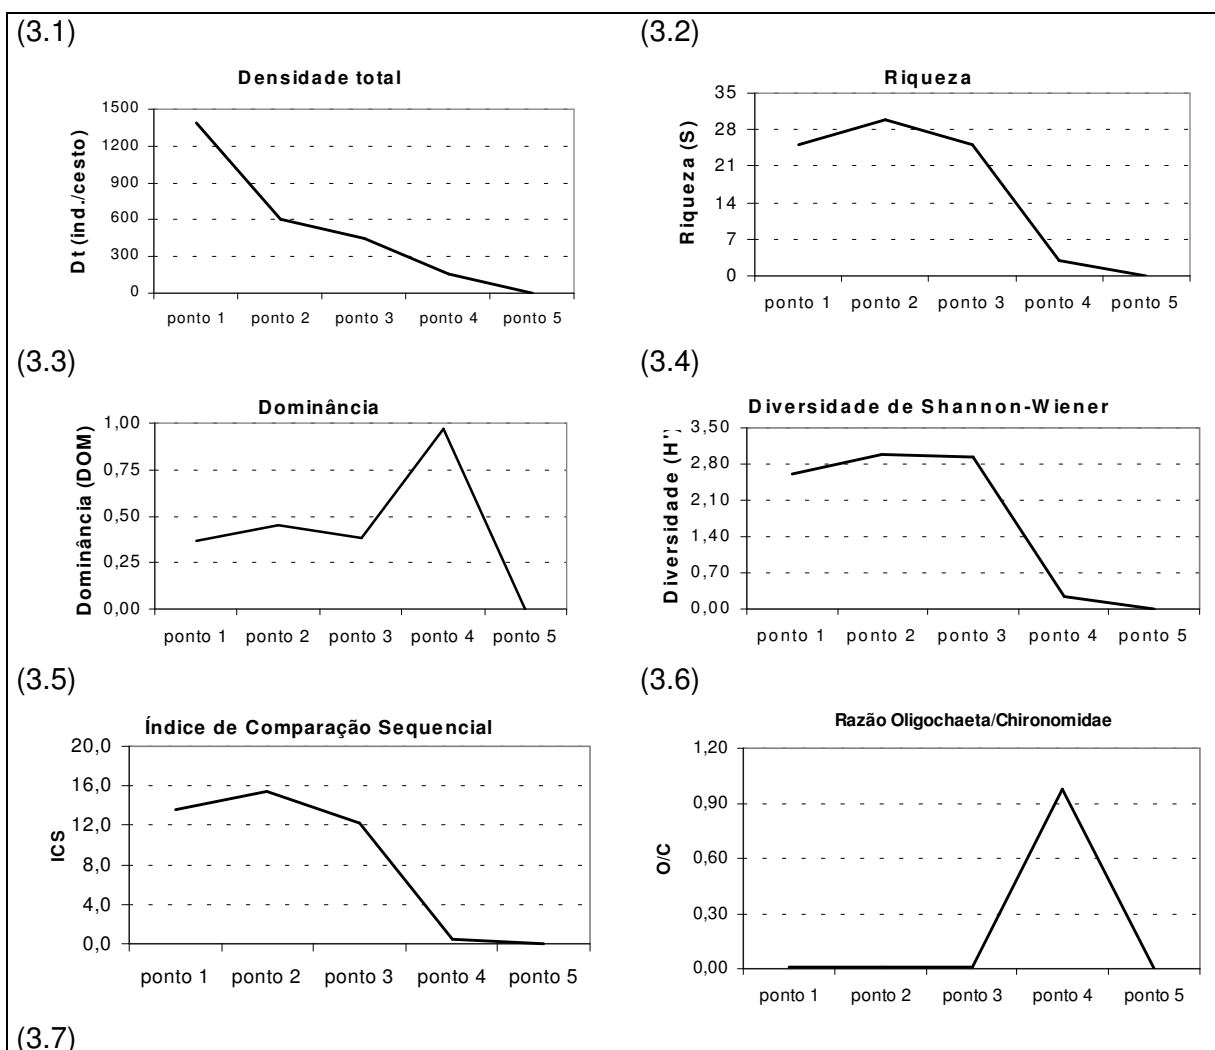 (3.1)
Densidade total
Dt (ind./cesto)
1500
1200
900
600
300
0
ponto 1 ponto 2 ponto 3 ponto 4 ponto 5
(3.2)
Riqueza
Riqueza (S)
35
28
21
14
7
0
ponto 1 ponto 2 ponto 3 ponto 4 ponto 5
(3.3)
Dominância
Dominância (DOM)
1,00
0,75
0,50
0,25
0,00
ponto 1 ponto 2 ponto 3 ponto 4 ponto 5
(3.4)
Diversidade de Shannon-Wiener
Diversidade (H')
3,50
2,80
2,10
1,40
0,70
0,00
ponto 1 ponto 2 ponto 3 ponto 4 ponto 5
(3.5)
Índice de Comparação Sequencial
ICS
20,0
16,0
12,0
8,0
4,0
0,0
ponto 1 ponto 2 ponto 3 ponto 4 ponto 5
(3.6)
Razão Oligochaeta/Chironomidae
O/C
1,20
0,90
0,60
0,30
0,00
ponto 1 ponto 2 ponto 3 ponto 4 ponto 5
(3.7)